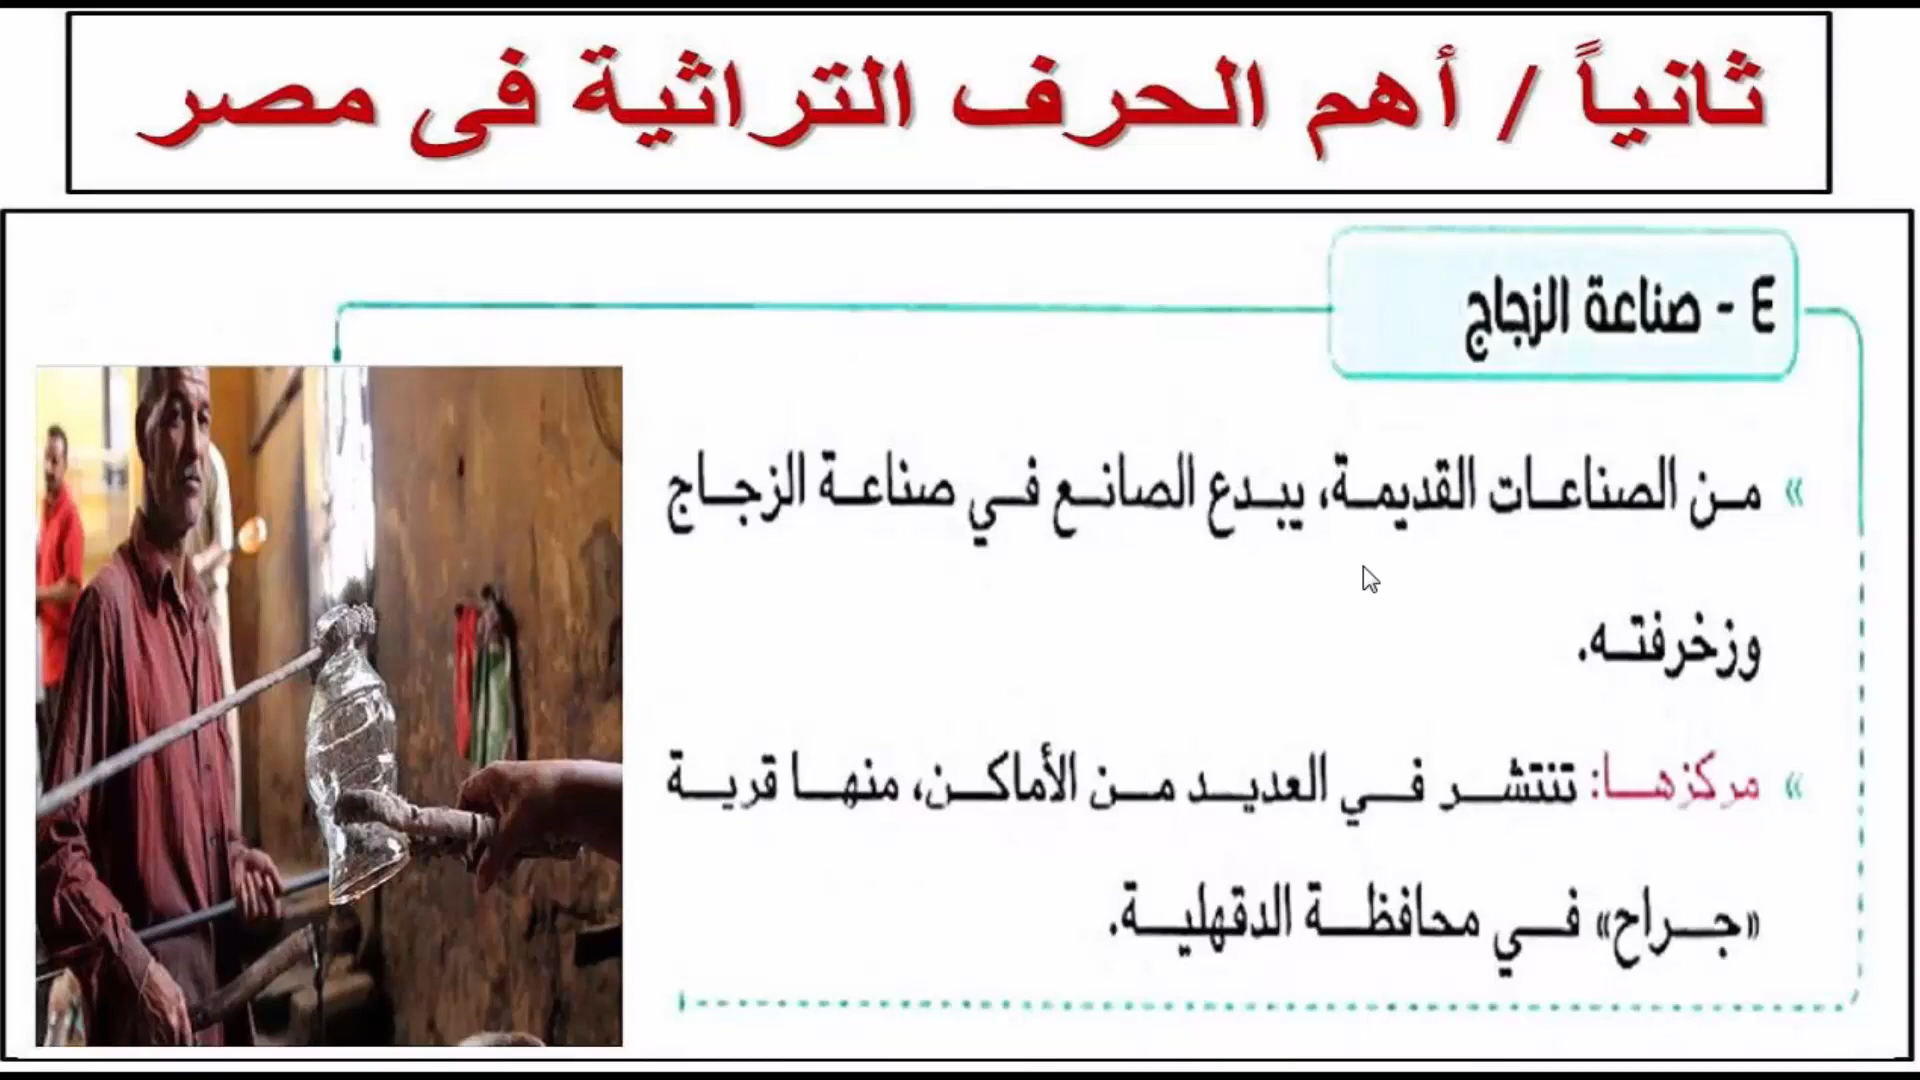 ثانياً / أهم الحرف التراثية فى مصر
٤ - صناعة الزجاج
» من الصناعات القديمة، يبدع الصانع في صناعة الزجاج
وزخرفته.
» مركزها: تنتشر في العديد من الأماكن، منها قرية
«جراح» في محافظة الدقهلية.